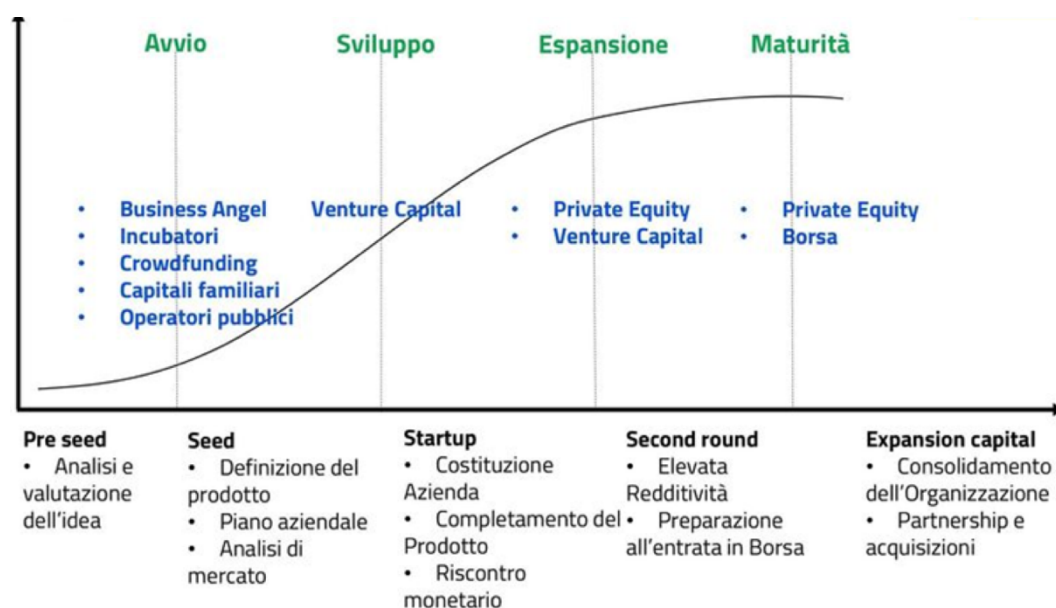 Avvio
Sviluppo
Espansione
Maturità
• Business Angel
• Incubatori
• Crowdfunding
• Capitali familiari
• Operatori pubblici
Venture Capital
• Private Equity
• Venture Capital
• Private Equity
• Borsa
Pre seed
• Analisi e
valutazione
dell'idea
Seed
• Definizione del
prodotto
• Piano aziendale
• Analisi di
mercato
Startup
• Costituzione
Azienda
• Completamento del
Prodotto
• Riscontro
monetario
Second round
• Elevata
Redditività
• Preparazione
all'entrata in Borsa
Expansion capital
• Consolidamento
dell'Organizzazione
• Partnership e
acquisizioni